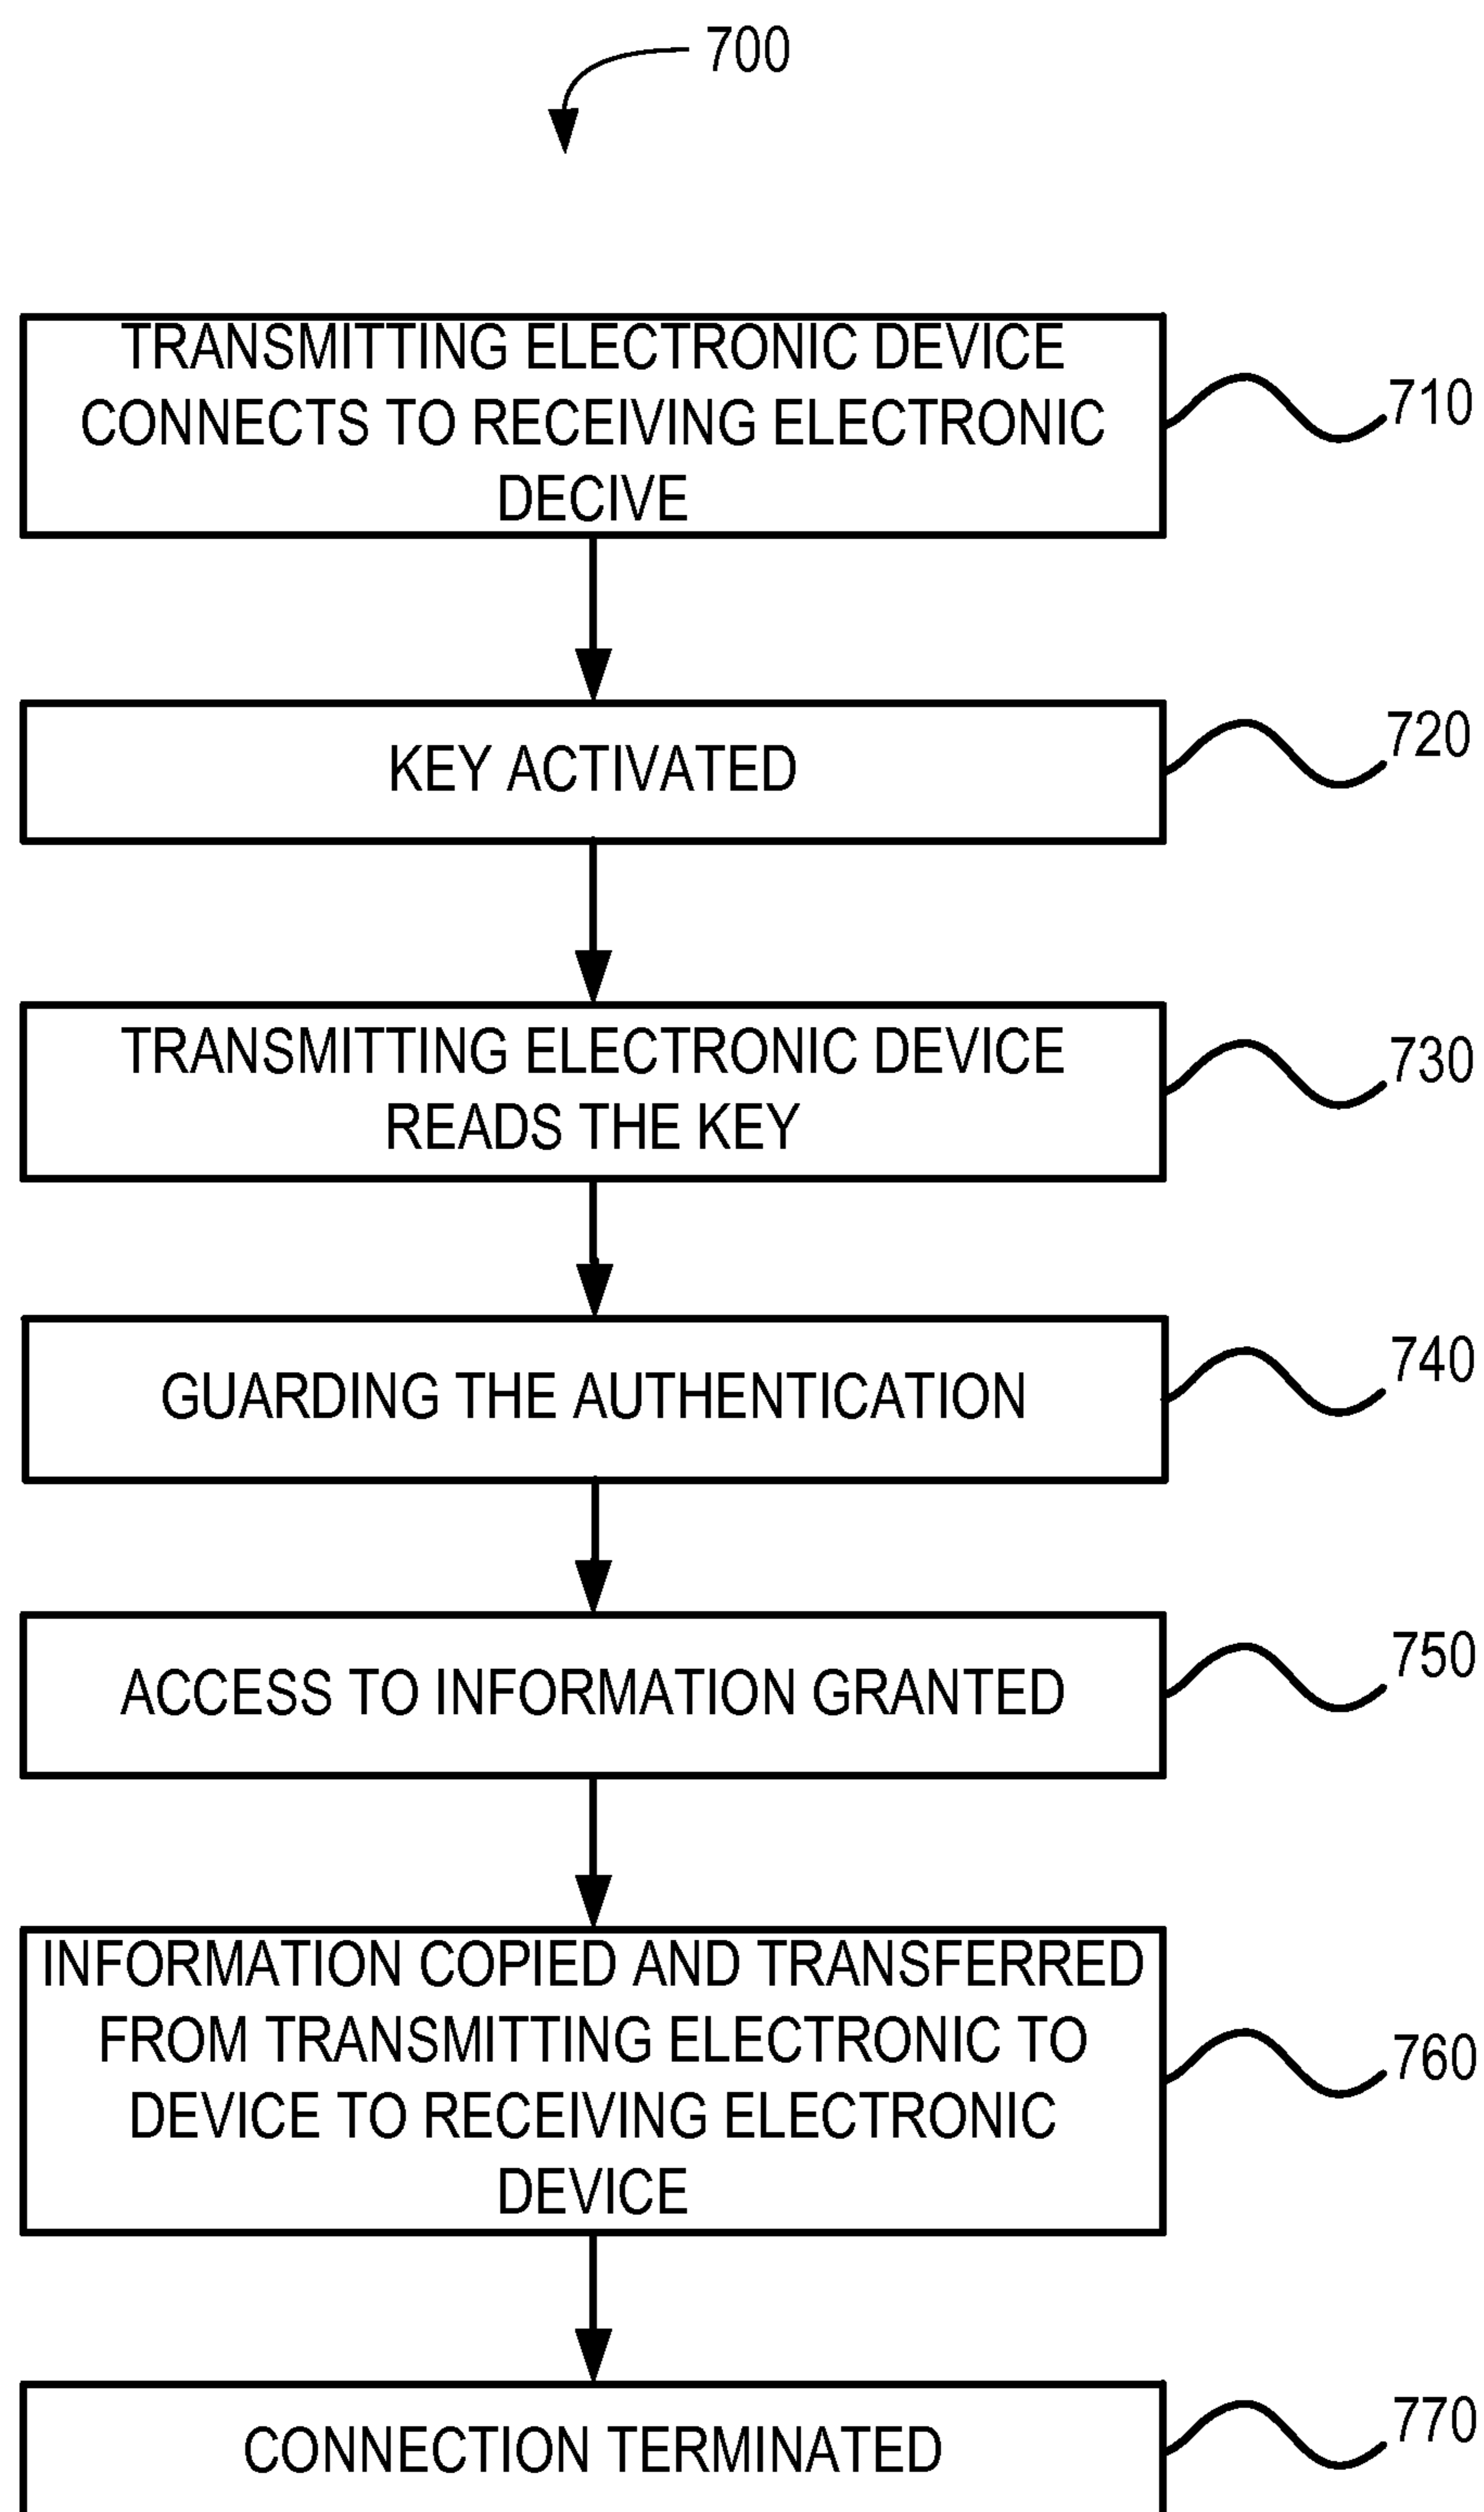 700
TRANSMITTING ELECTRONIC DEVICE
CONNECTS TO RECEIVING ELECTRONIC
DECIVE
710
KEY ACTIVATED
720
TRANSMITTING ELECTRONIC DEVICE
READS THE KEY
730
GUARDING THE AUTHENTICATION
740
ACCESS TO INFORMATION GRANTED
750
INFORMATION COPIED AND TRANSFERRED
FROM TRANSMITTING ELECTRONIC TO
DEVICE TO RECEIVING ELECTRONIC
DEVICE
760
CONNECTION TERMINATED
770